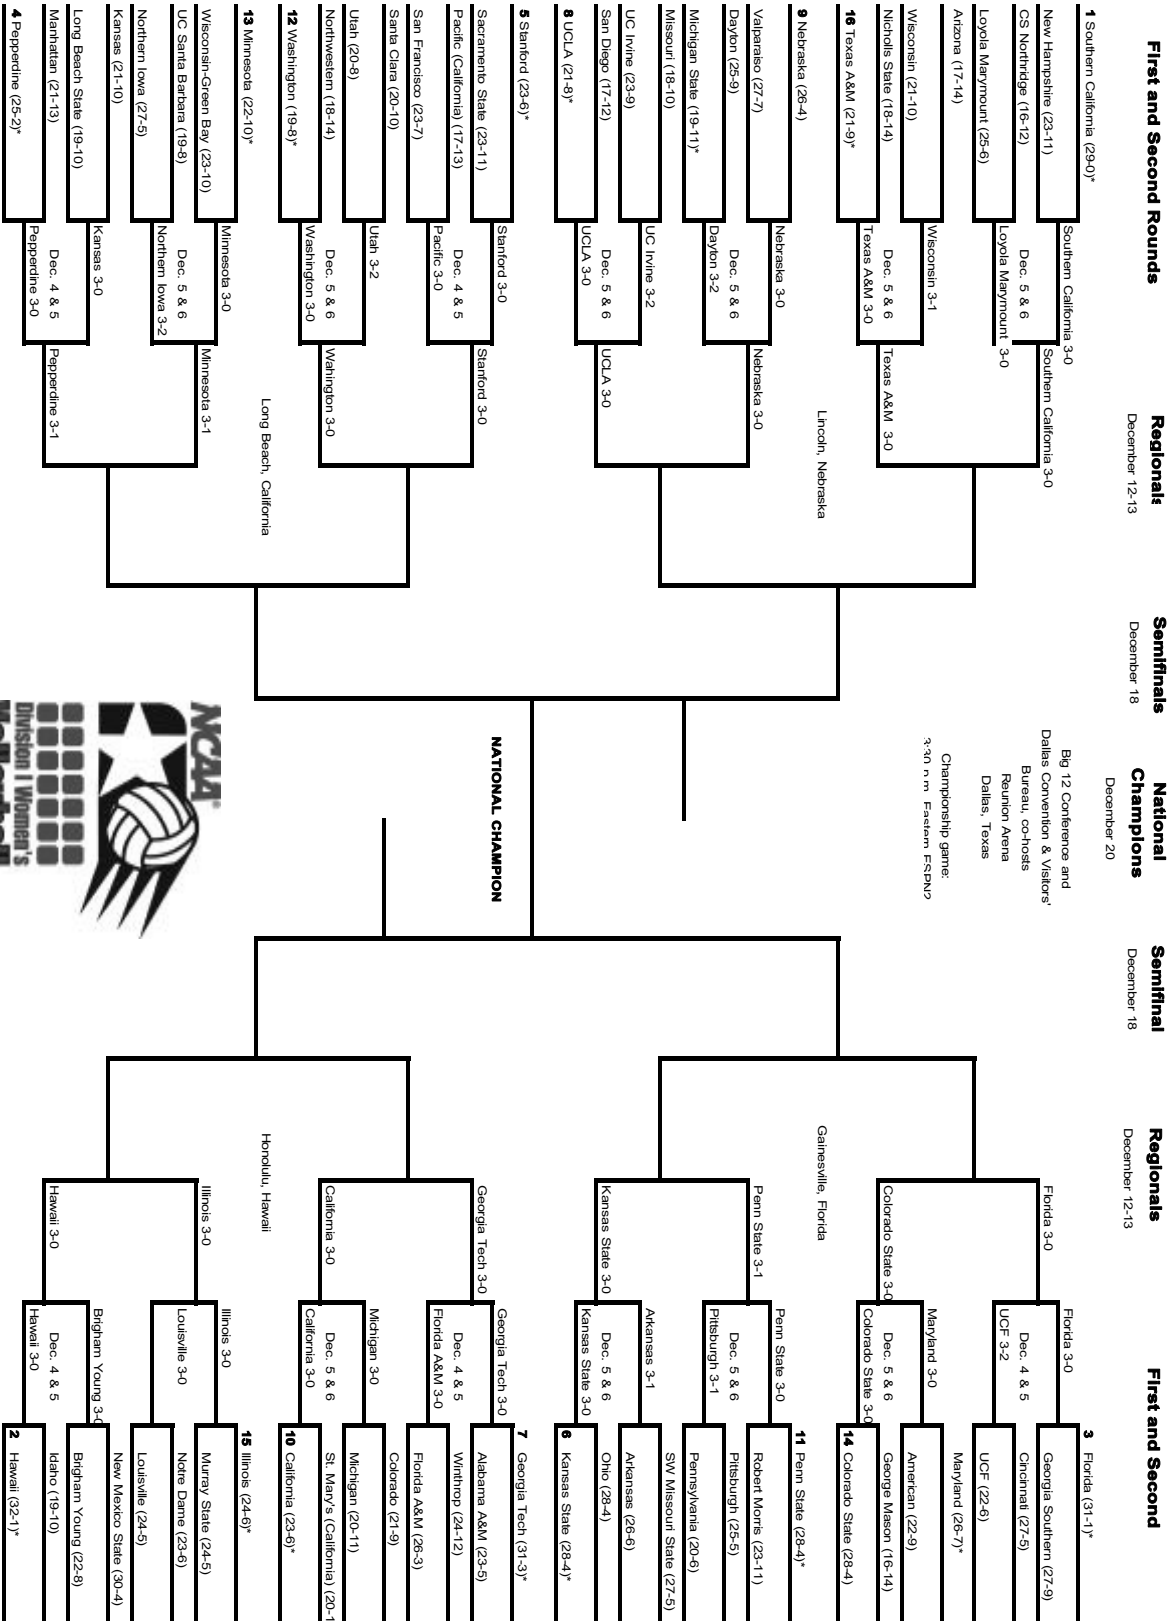 First and Second Rounds
Regionals
December 12-13
Semifinals
December 18
National
Champions
December 20
Semifinal
December 18
Regionals
December 12-13
First and Second
1 Southern California (29-0)*
New Hampshire (23-11)
CS Northridge (16-12)
Loyola Marymount (25-6)
Arizona (17-14)
Wisconsin (21-10)
Nicholls State (18-14)
16 Texas A&M (21-9)*
9 Nebraska (26-4)
Valparaiso (27-7)
Dayton (25-9)
Michigan State (19-11)*
Missouri (18-10)
UC Irvine (23-9)
San Diego (17-12)
8 UCLA (21-8)*
5 Stanford (23-6)*
Sacramento State (23-11)
Pacific (California) (17-13)
San Francisco (23-7)
Santa Clara (20-10)
Utah (20-8)
Northwestern (18-14)
12 Washington (19-8)*
13 Minnesota (22-10)*
Wisconsin-Green Bay (23-10)
UC Santa Barbara (19-8)
Northern Iowa (27-5)
Kansas (21-10)
Long Beach State (19-10)
Manhattan (21-13)
4 Pepperdine (25-2)*
Southern California 3-0
Dec. 5 & 6
Loyola Marymount 3-0
Wisconsin 3-1
Dec. 5 & 6
Texas A&M 3-0
Nebraska 3-0
Dec. 5 & 6
Dayton 3-2
UC Irvine 3-2
Dec. 5 & 6
UCLA 3-0
Stanford 3-0
Dec. 4 & 5
Pacific 3-0
Utah 3-2
Dec. 5 & 6
Washington 3-0
Minnesota 3-0
Dec. 5 & 6
Northern Iowa 3-2
Kansas 3-0
Dec. 4 & 5
Pepperdine 3-0
Southern California 3-0
Texas A&M 3-0
Nebraska 3-0
UCLA 3-0
Stanford 3-0
Wahington 3-0
Minnesota 3-1
Pepperdine 3-1
Lincoln, Nebraska
Long Beach, California
Big 12 Conference and
Dallas Convention & Visitors'
Bureau, co-hosts
Reunion Arena
Dallas, Texas
Championship game:
3:30 p.m. Eastern ESPN2
NATIONAL CHAMPION
NCAA®
Division I Women's
Volleyball
Gainesville, Florida
Honolulu, Hawaii
Florida 3-0
Colorado State 3-0
Penn State 3-1
Kansas State 3-0
Georgia Tech 3-0
California 3-0
Illinois 3-0
Hawaii 3-0
Florida 3-0
Dec. 4 & 5
UCF 3-2
Maryland 3-0
Dec. 5 & 6
Colorado State 3-0
Penn State 3-0
Dec. 5 & 6
Pittsburgh 3-1
Arkansas 3-1
Dec. 5 & 6
Kansas State 3-0
Georgia Tech 3-0
Dec. 4 & 5
Florida A&M 3-0
Michigan 3-0
Dec. 5 & 6
California 3-0
Illinois 3-0
Louisville 3-0
Brigham Young 3-0
Dec. 4 & 5
Hawaii 3-0
3 Florida (31-1)*
Georgia Southern (27-9)
Cincinnati (27-5)
UCF (22-6)
Maryland (26-7)*
American (22-9)
George Mason (16-14)
14 Colorado State (28-4)
11 Penn State (28-4)*
Robert Morris (23-11)
Pittsburgh (25-5)
Pennsylvania (20-6)
SW Missouri State (27-5)
Arkansas (26-6)
Ohio (28-4)
6 Kansas State (28-4)*
7 Georgia Tech (31-3)*
Alabama A&M (23-5)
Winthrop (24-12)
Florida A&M (26-3)
Colorado (21-9)
Michigan (20-11)
St. Mary's (California) (20-1
10 California (23-6)*
15 Illinois (24-6)*
Murray State (24-5)
Notre Dame (23-6)
Louisville (24-5)
New Mexico State (30-4)
Brigham Young (22-8)
Idaho (19-10)
2 Hawaii (32-1)*